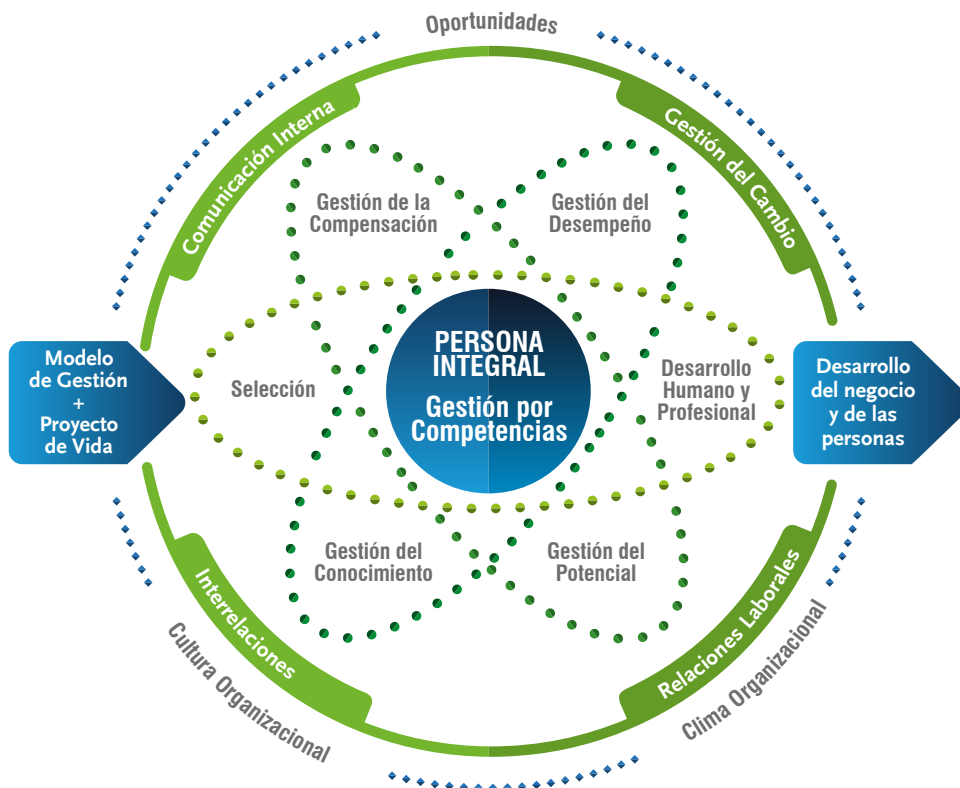 Oportunidades
Comunicación Interna
Gestión del Cambio
Gestión de la
Compensación
Gestión del
Desempeño
Modelo
de Gestión
+
Proyecto
de Vida
Selección
PERSONA
INTEGRAL
Gestión por
Competencias
Desarrollo
Humano y
Profesional
Desarrollo
del negocio
y de las
personas
Gestión del
Conocimiento
Gestión del
Potencial
Interrelaciones
Relaciones Laborales
Cultura Organizacional
Clima Organizacional